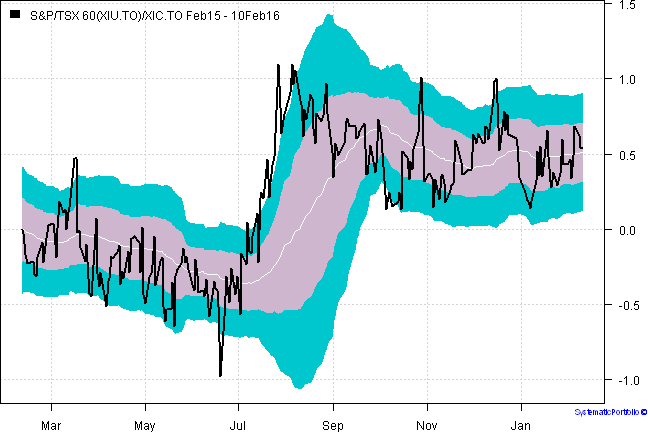 S&P/TSX 60(XIU.TO)/XIC.TO Feb15 - 10Feb16
1.5
1.0
0.5
0.0
-0.5
-1.0
Mar May Jul Sep Nov Jan
SystematicPortfolio ©